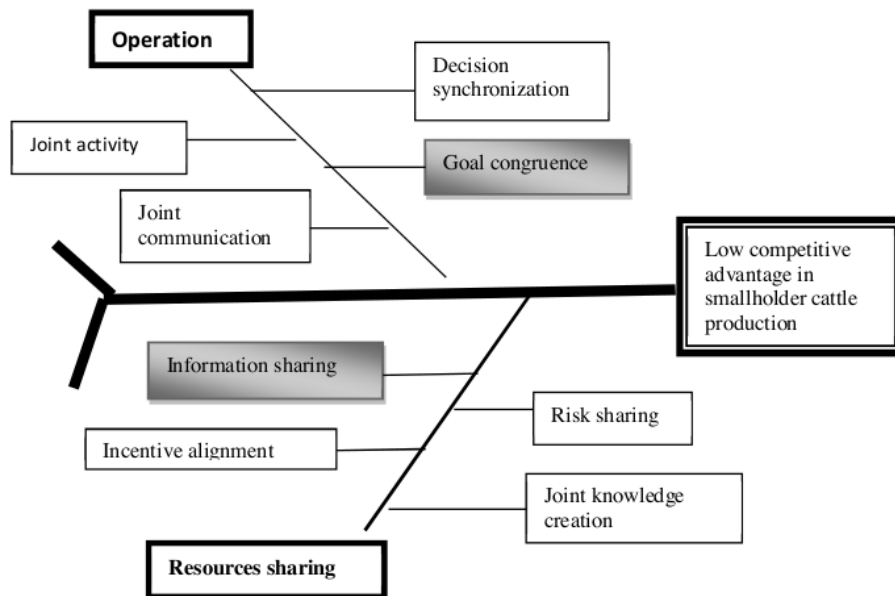 Operation
Decision
synchronization
Joint activity
Goal congruence
Joint
communication
Low competitive
advantage in
smallholder cattle
production
Information sharing
Risk sharing
Incentive alignment
Joint knowledge
creation
Resources sharing